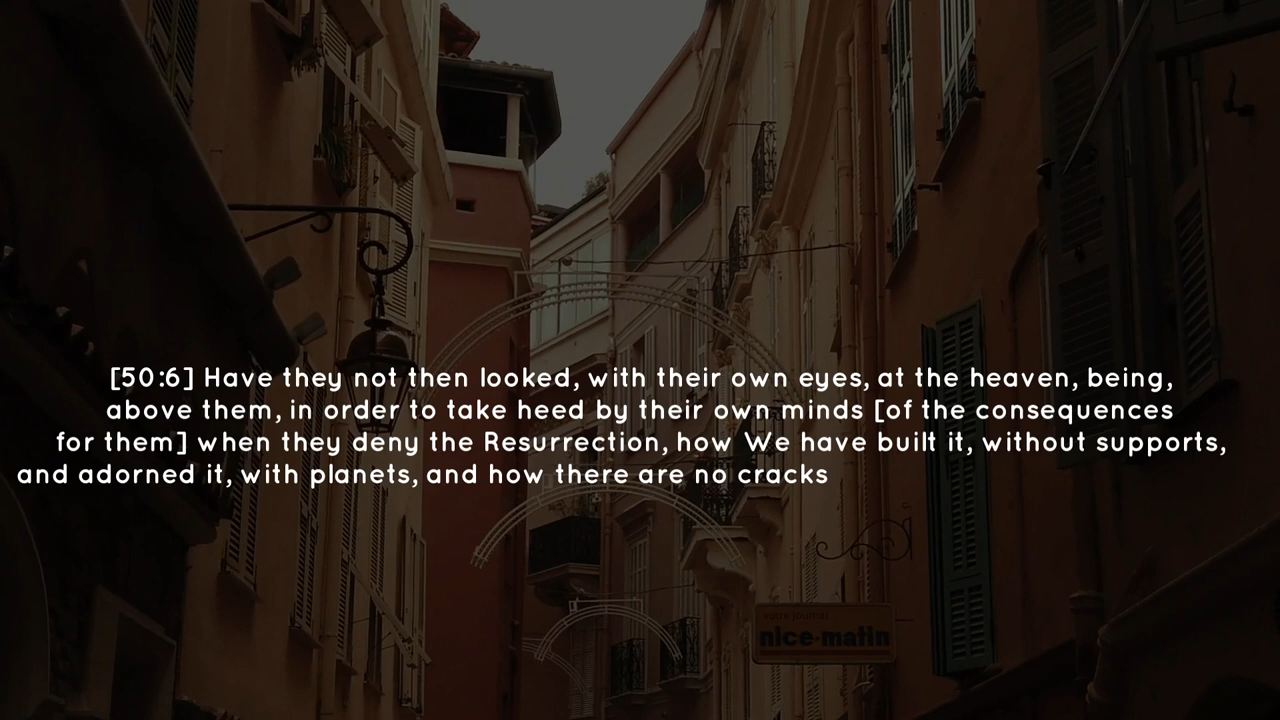 [50:6] Have they not then looked, with their own eyes, at the heaven, being,
above them, in order to take heed by their own minds [of the consequences
for them] when they deny the Resurrection, how We have built it, without supports,
and adorned it, with planets, and how there are no cracks
votre journal
nice-matin